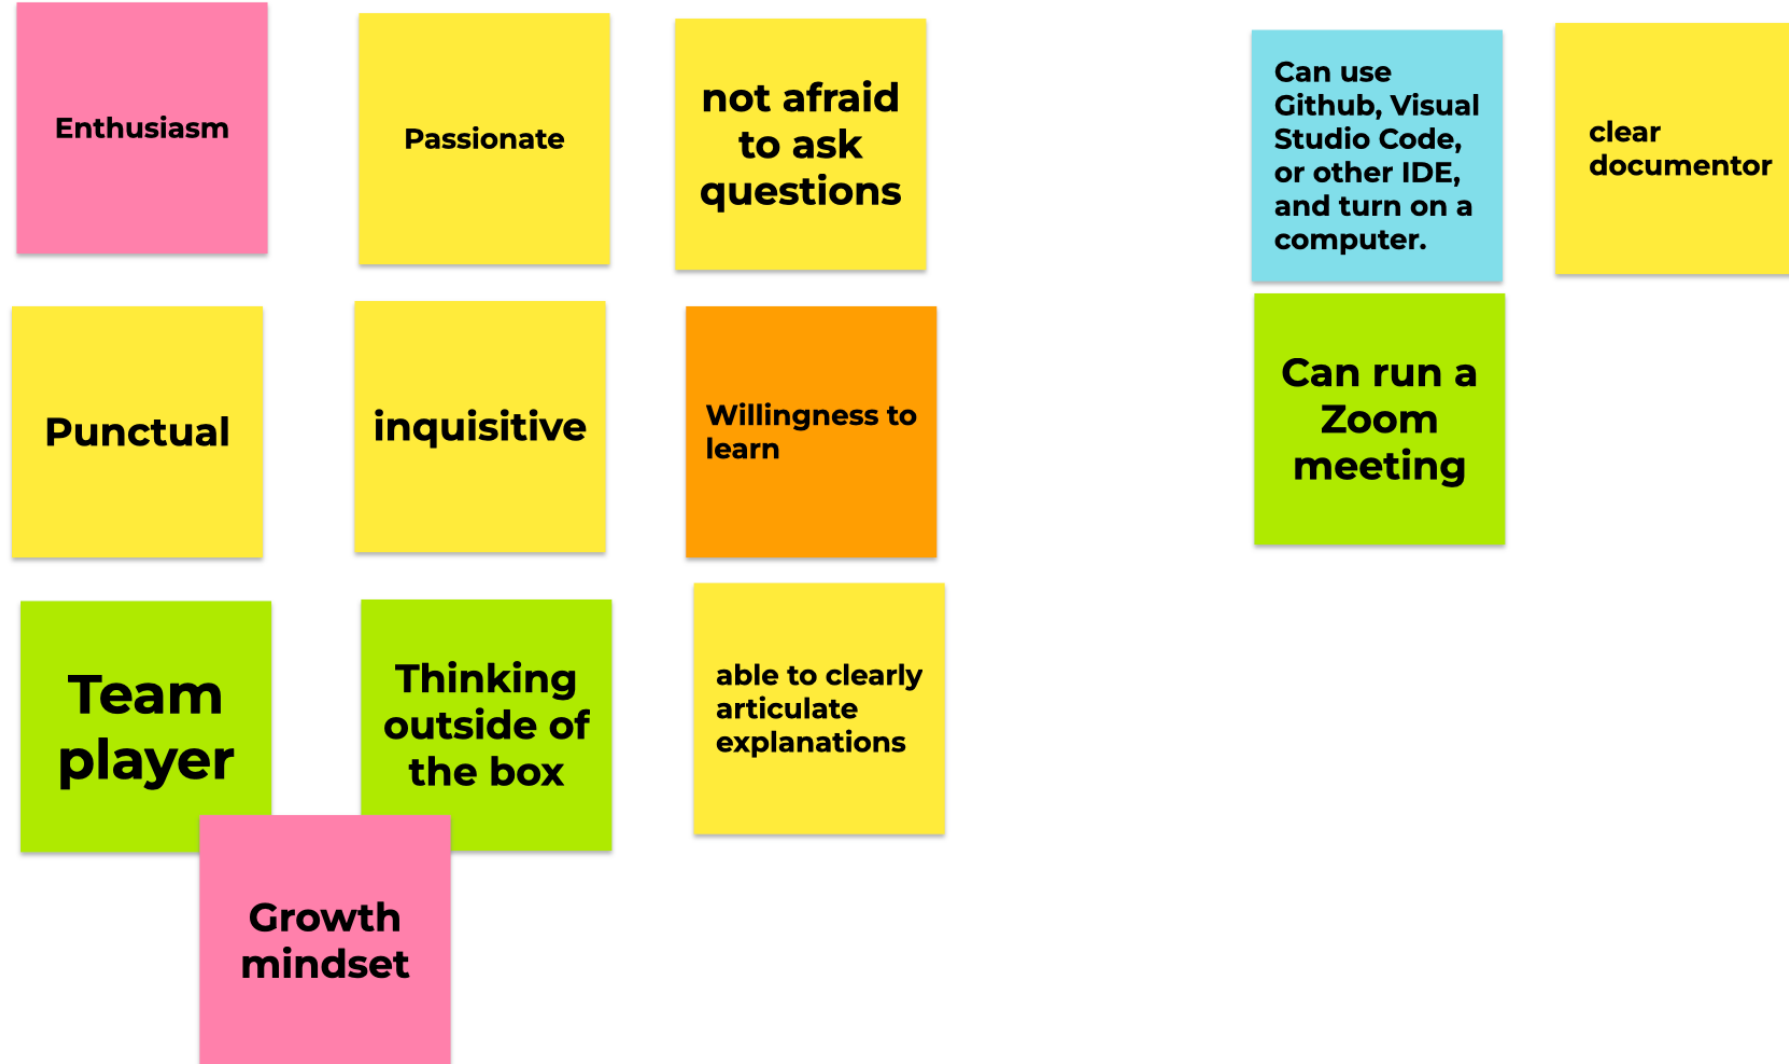 Enthusiasm
Passionate
not afraid
to ask
questions
Can use
Github, Visual
Studio Code,
or other IDE,
and turn on a
computer.
clear
documentor
Punctual
inquisitive
Willingness to
learn
Can run a
Zoom
meeting
Team
player
Thinking
outside of
the box
able to clearly
articulate
explanations
Growth
mindset